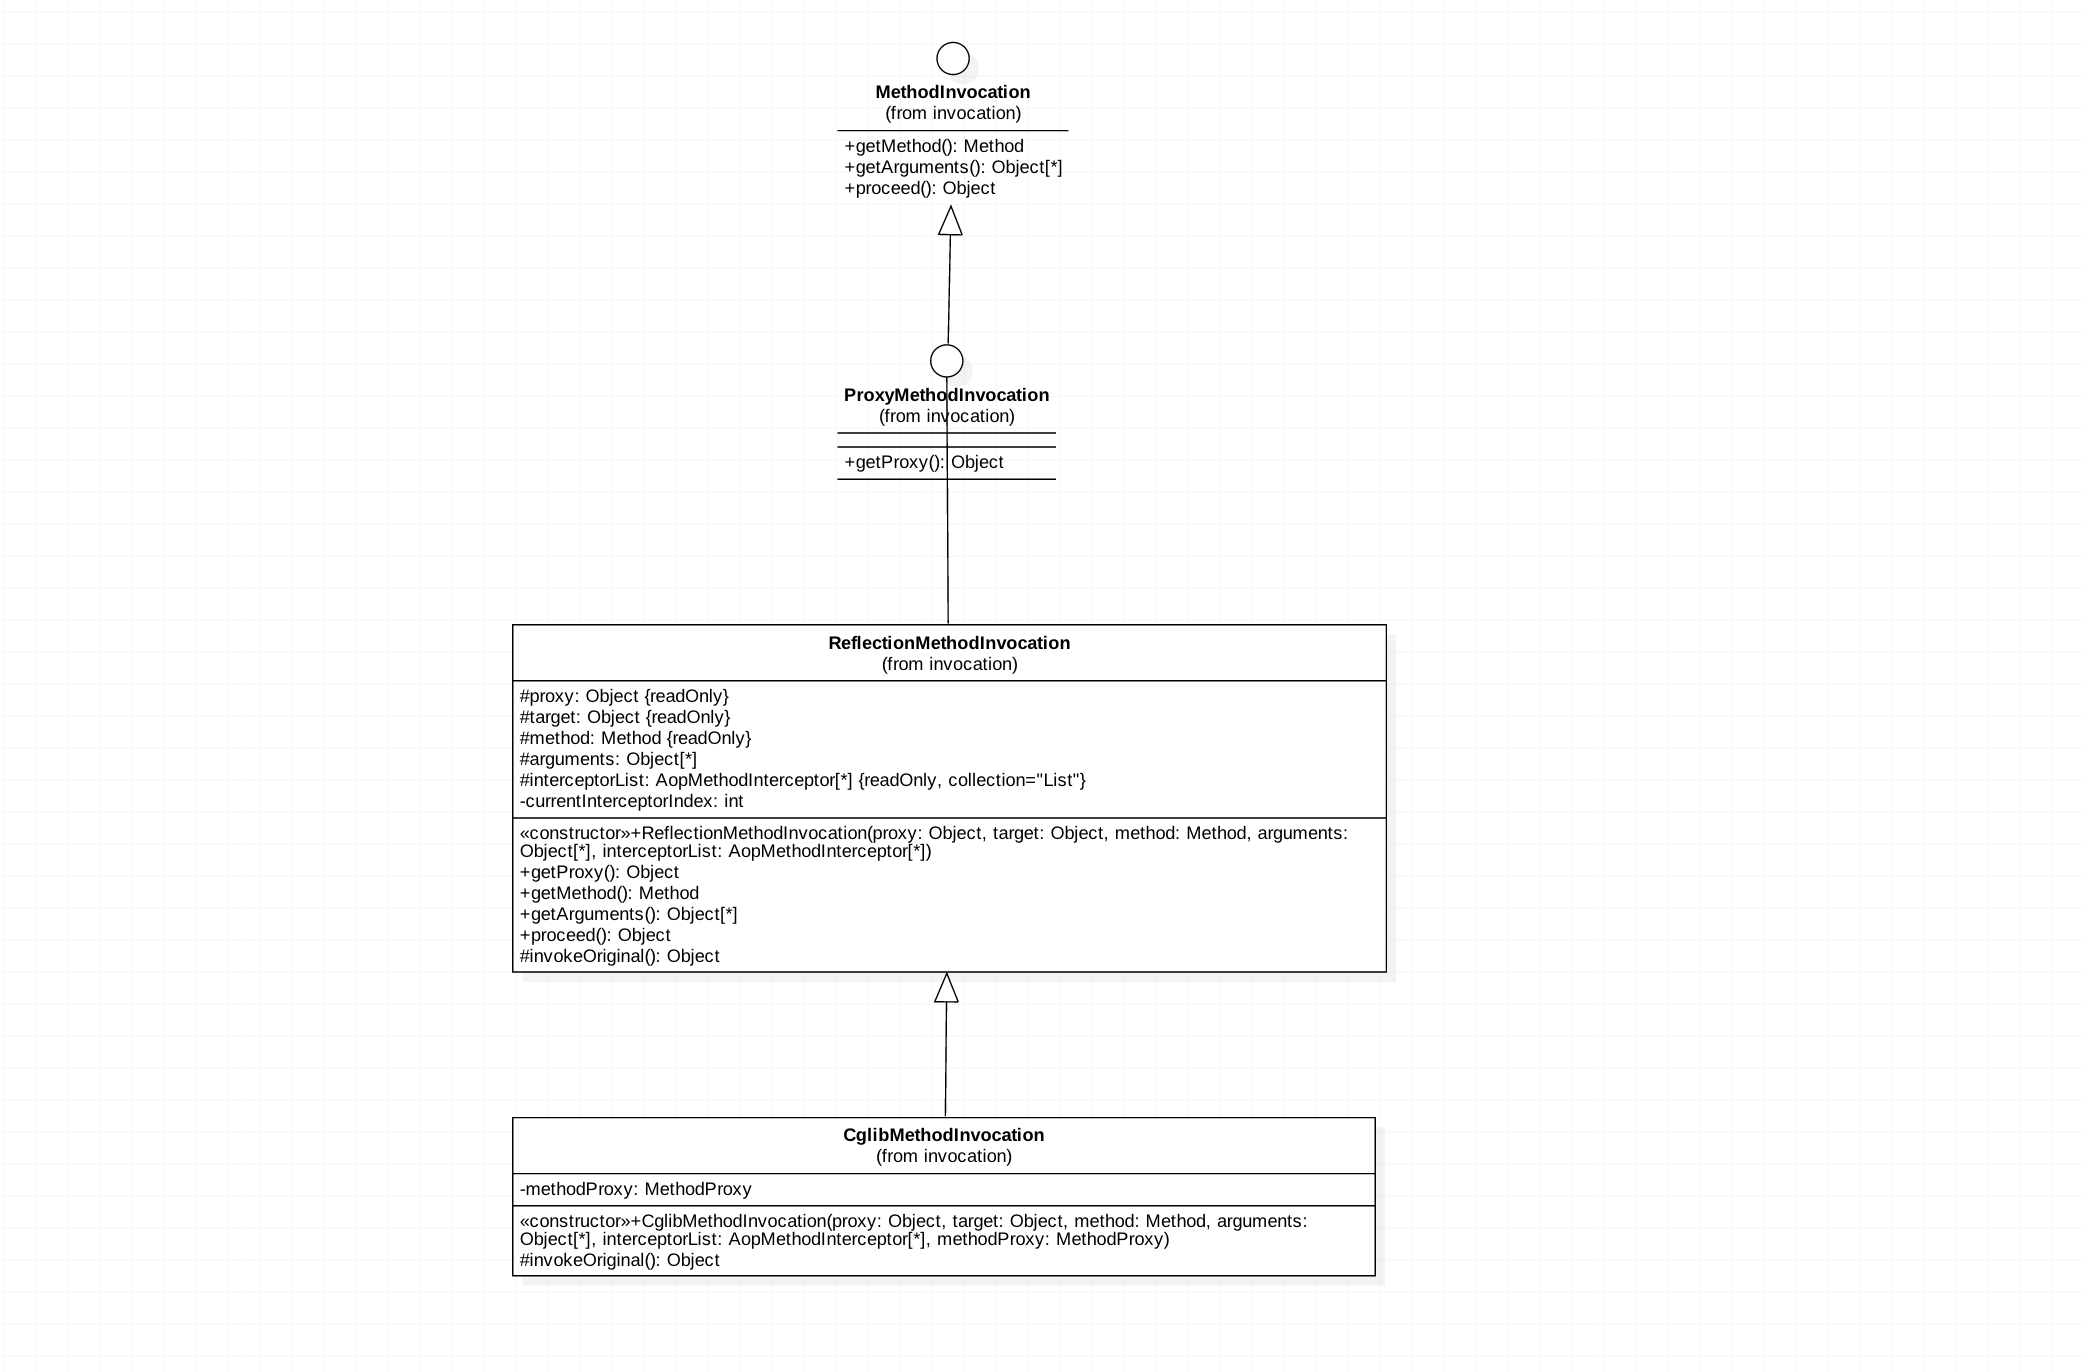 MethodInvocation
(from invocation)
+getMethod(): Method
+getArguments(): Object[*]
+proceed(): Object
ProxyMethodInvocation
(from invocation)
+getProxy(): Object
ReflectionMethodInvocation
(from invocation)
#proxy: Object {readOnly}
#target: Object {readOnly}
#method: Method {readOnly}
#arguments: Object[*]
#interceptorList: AopMethodInterceptor[*] {readOnly, collection="List"}
-currentInterceptorIndex: int
«constructor»+ReflectionMethodInvocation(proxy: Object, target: Object, method: Method, arguments:
Object[*], interceptorList: AopMethodInterceptor[*])
+getProxy(): Object
+getMethod(): Method
+getArguments(): Object[*]
+proceed(): Object
#invokeOriginal(): Object
CglibMethodInvocation
(from invocation)
-methodProxy: MethodProxy
«constructor»+CglibMethodInvocation(proxy: Object, target: Object, method: Method, arguments:
Object[*], interceptorList: AopMethodInterceptor[*], methodProxy: MethodProxy)
#invokeOriginal(): Object